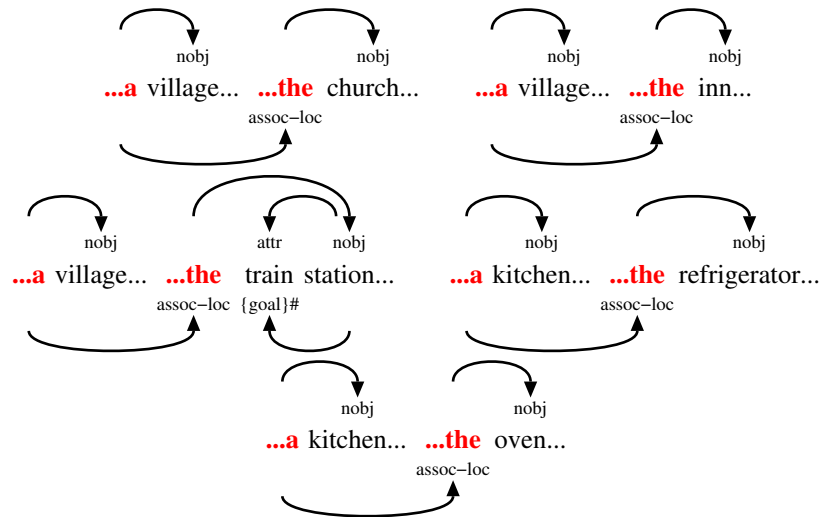 nobj nobj nobj nobj
...a village... ...the church... ...a village... ...the inn...
assoc−loc assoc−loc
nobj attr nobj nobj nobj
...a village... ...the train station... ...a kitchen... ...the refrigerator...
assoc−loc {goal}# assoc−loc
nobj nobj
...a kitchen... ...the oven...
assoc−loc